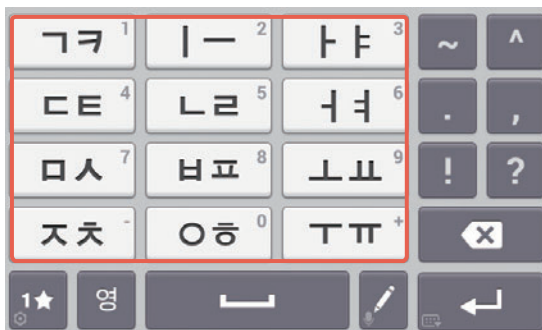 ㄱㅋ 1 ㅣㅡ 2 ㅏㅑ 3 ~ ^
ㄷㅌ 4 ㄴㄹ 5 ㅓㅕ 6 . ,
ㅁㅅ 7 ㅂㅍ 8 ㅗㅛ 9 ! ?
ㅈㅊ - ㅇㅎ 0 ㅜㅠ +
1★ 영